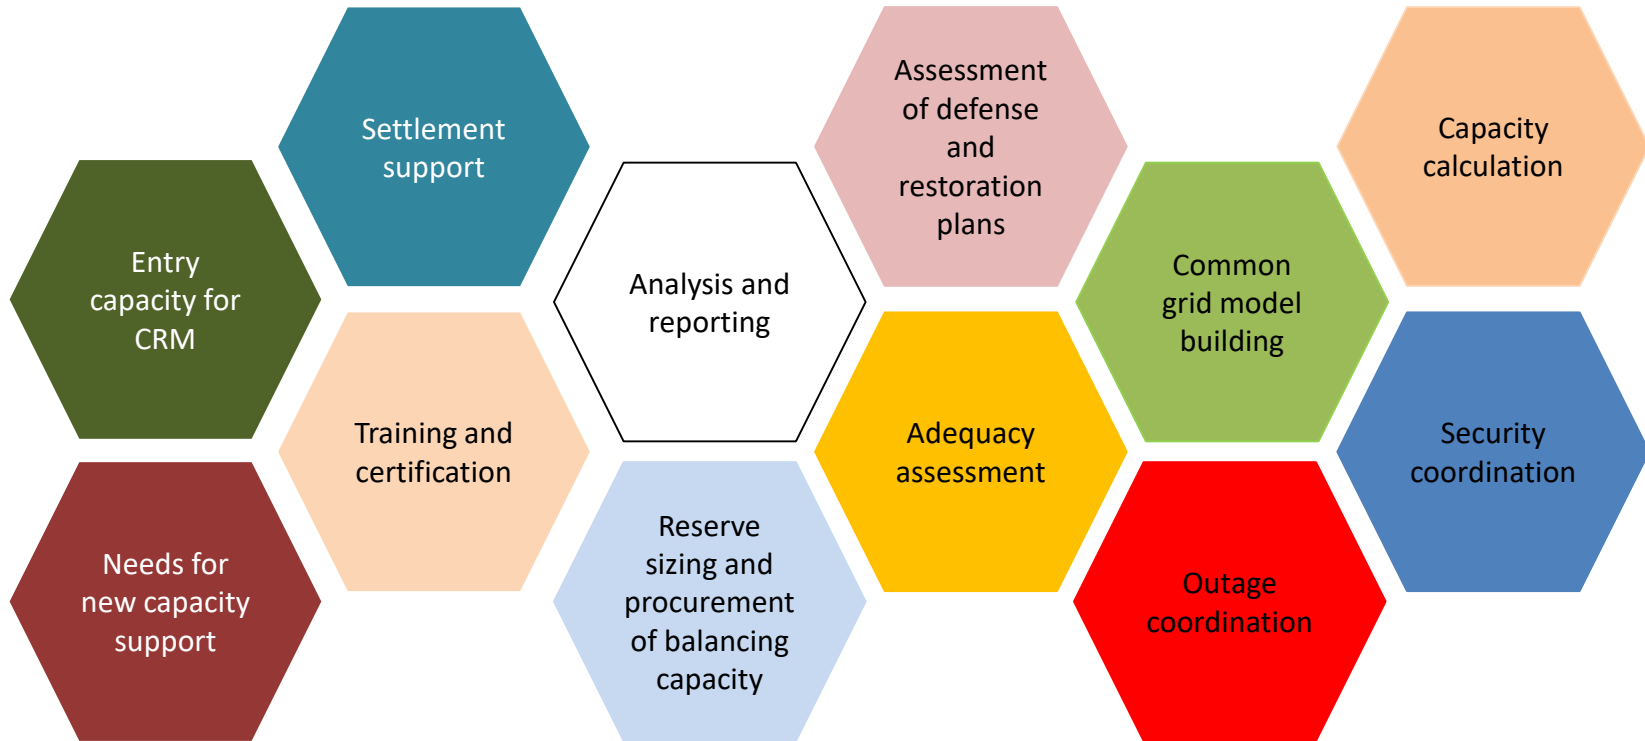 Entry
capacity for
CRM
Needs for
new capacity
support
Settlement
support
Training and
certification
Analysis and
reporting
Reserve
sizing and
procurement
of balancing
capacity
Assessment
of defense
and
restoration
plans
Adequacy
assessment
Common
grid model
building
Outage
coordination
Capacity
calculation
Security
coordination